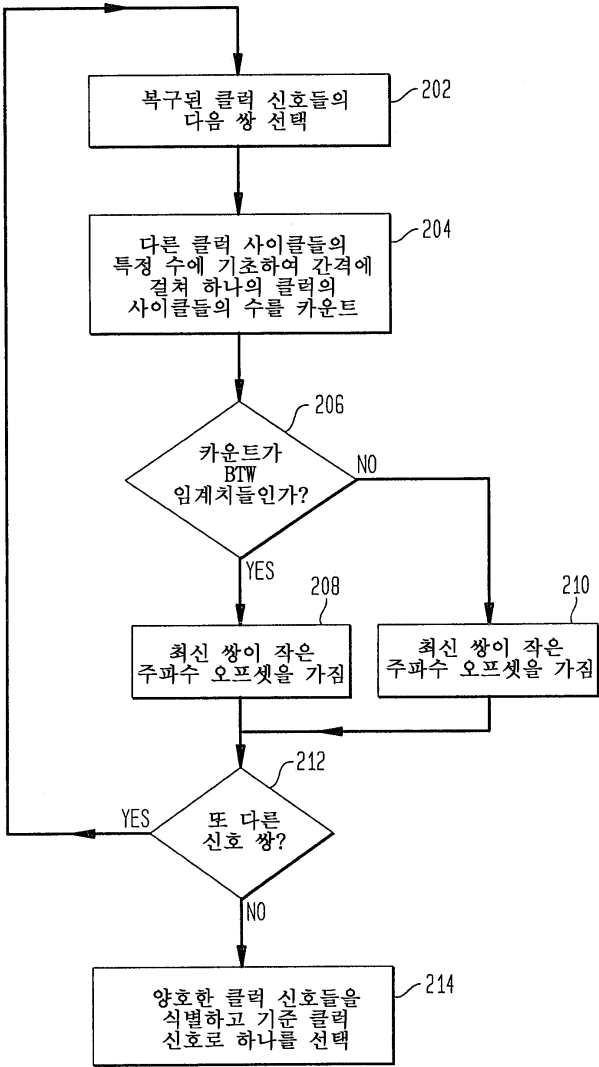 복구된 클럭 신호들의
다음 쌍 선택
202
다른 클럭 사이클들의
특정 수에 기초하여 간격에
걸쳐 하나의 클럭의
사이클들의 수를 카운트
204
카운트가
BTW
임계치들인가?
206
NO
YES
최신 쌍이 작은
주파수 오프셋을 가짐
208
최신 쌍이 작은
주파수 오프셋을 가짐
210
또 다른
신호 쌍?
212
YES
NO
양호한 클럭 신호들을
식별하고 기준 클럭
신호로 하나를 선택
214